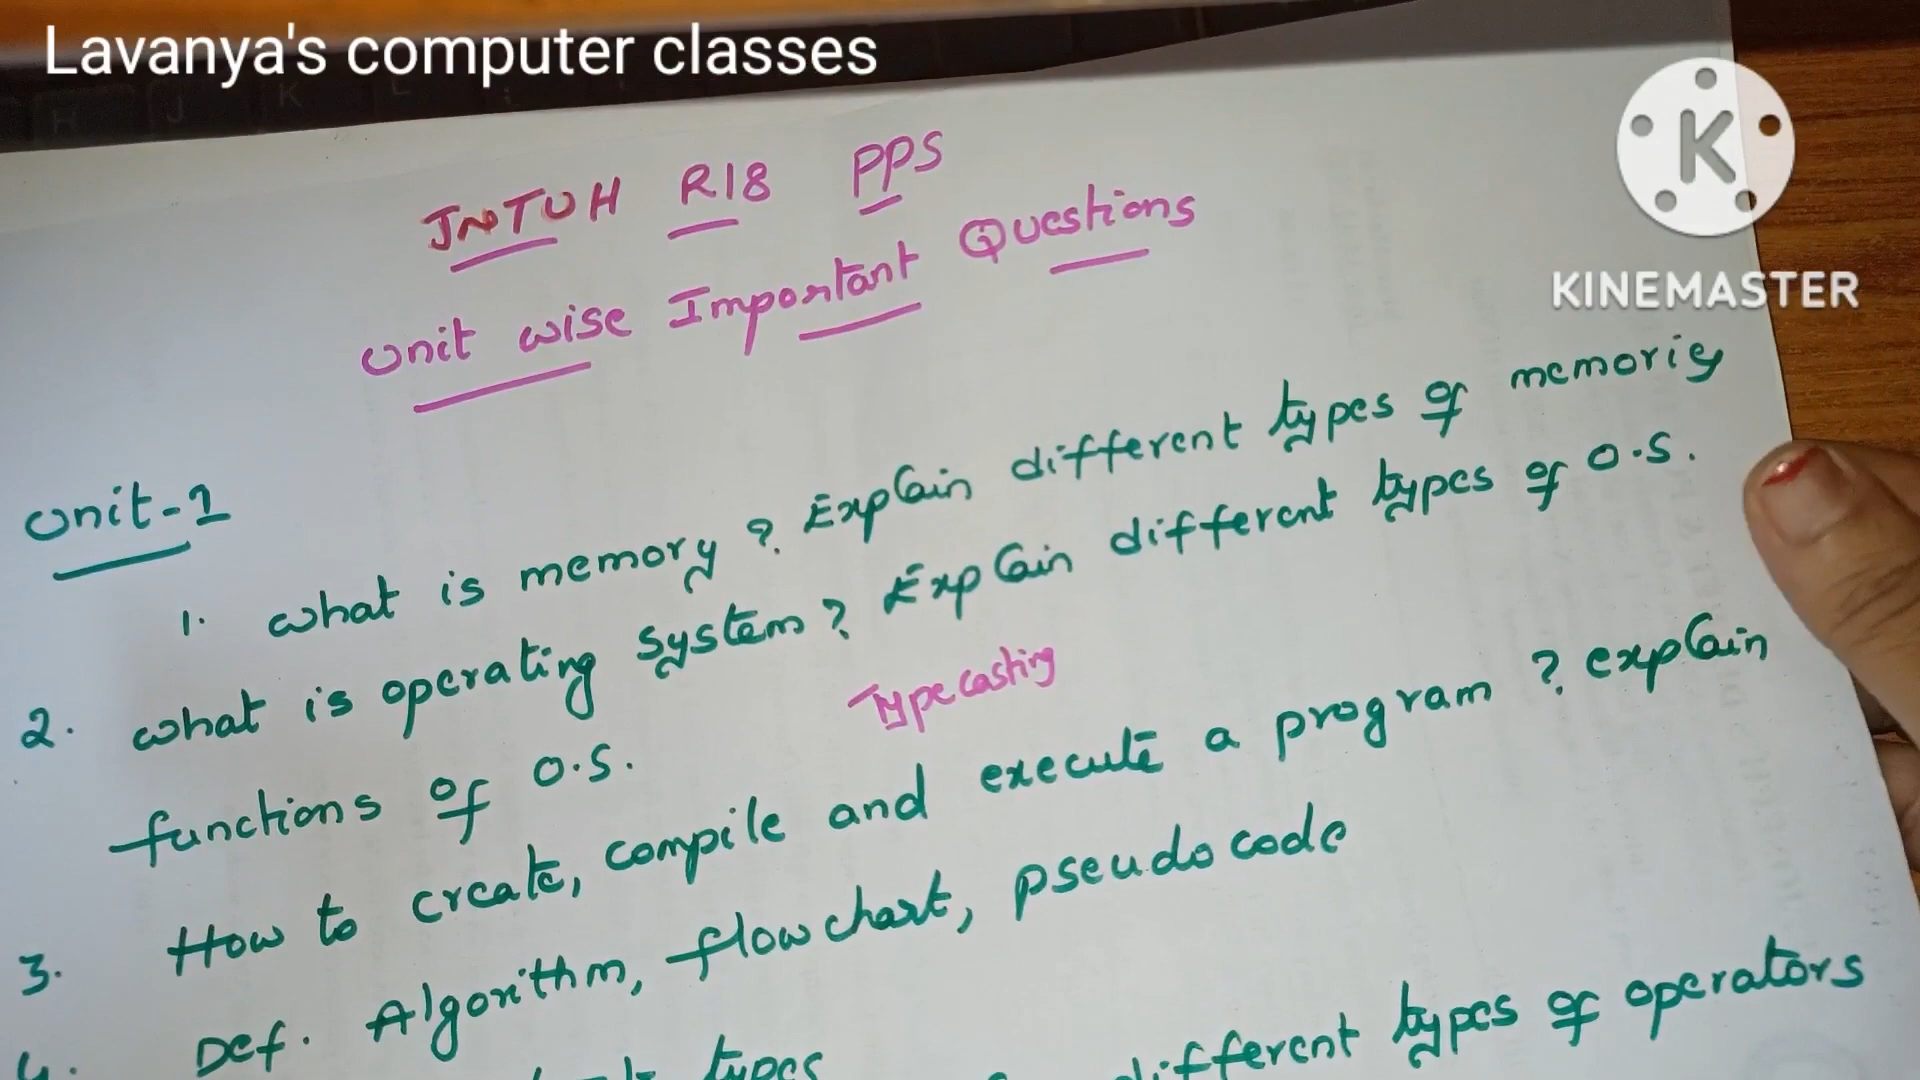 Lavanya's computer classes
KINEMASTER
JNTUH R18 PPS
Unit wise Important Questions
Unit-1
1. What is memory? Explain different types of memories
2. What is operating system? Explain different types of O.S.
functions of O.S.
Typecasting
3. How to create, compile and execute a program? explain
4. Def. Algorithm, flow chart, pseudo code
types different types of operators